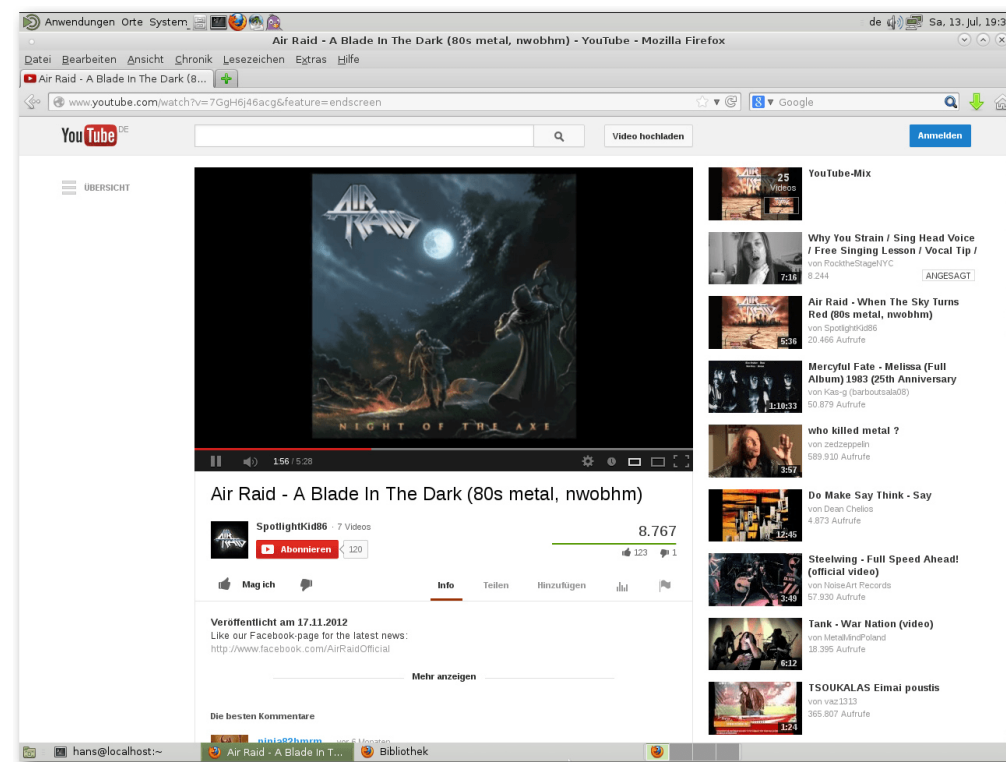 Anwendungen Orte System
de Sa, 13. Jul, 19:3
Air Raid - A Blade In The Dark (80s metal, nwobhm) - YouTube - Mozilla Firefox
Datei Bearbeiten Ansicht Chronik Lesezeichen Extras Hilfe
Air Raid - A Blade In The Dark (8...
www.youtube.com/watch?v=7GgH6j46acg&feature=endscreen
Google
YouTube DE
Video hochladen
Anmelden
ÜBERSICHT
AIR RAID
NIGHT OF THE AXE
1:56 / 5:28
Air Raid - A Blade In The Dark (80s metal, nwobhm)
SpotlightKid86 · 7 Videos
Abonnieren 120
8.767
123 1
Mag ich
Info Teilen Hinzufügen
Veröffentlicht am 17.11.2012
Like our Facebook-page for the latest news:
http://www.facebook.com/AirRaidOfficial
Mehr anzeigen
Die besten Kommentare
ninja82hmrm vor 6 Monaten
25
Videos
YouTube-Mix
Why You Strain / Sing Head Voice
/ Free Singing Lesson / Vocal Tip /
von RocktheStageNYC
8.244 ANGESAGT
7:16
Air Raid - When The Sky Turns
Red (80s metal, nwobhm)
von SpotlightKid86
20.466 Aufrufe
5:36
Mercyful Fate - Melissa (Full
Album) 1983 (25th Anniversary
von Kas-g (barboutsala08)
50.879 Aufrufe
1:10:33
who killed metal ?
von zedzeppelin
589.910 Aufrufe
3:57
Do Make Say Think - Say
von Dean Chelios
4.873 Aufrufe
12:45
Steelwing - Full Speed Ahead!
(official video)
von NoiseArt Records
57.930 Aufrufe
3:49
Tank - War Nation (video)
von MetalMindPoland
18.395 Aufrufe
6:12
TSOUKALAS Eimai poustis
von vaz1313
365.807 Aufrufe
1:24
hans@localhost:~
Air Raid - A Blade In T...
Bibliothek